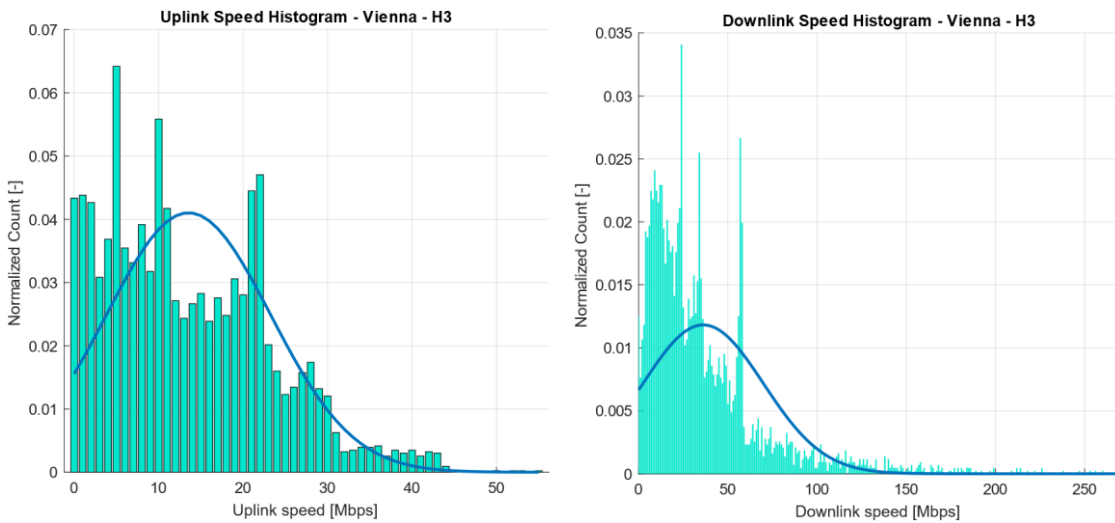 Uplink Speed Histogram - Vienna - H3
0.07
0.06
0.05
0.04
0.03
0.02
0.01
0
Normalized Count [-]
0 10 20 30 40 50
Uplink speed [Mbps]
Downlink Speed Histogram - Vienna - H3
0.035
0.03
0.025
0.02
0.015
0.01
0.005
0
Normalized Count [-]
0 50 100 150 200 250
Downlink speed [Mbps]